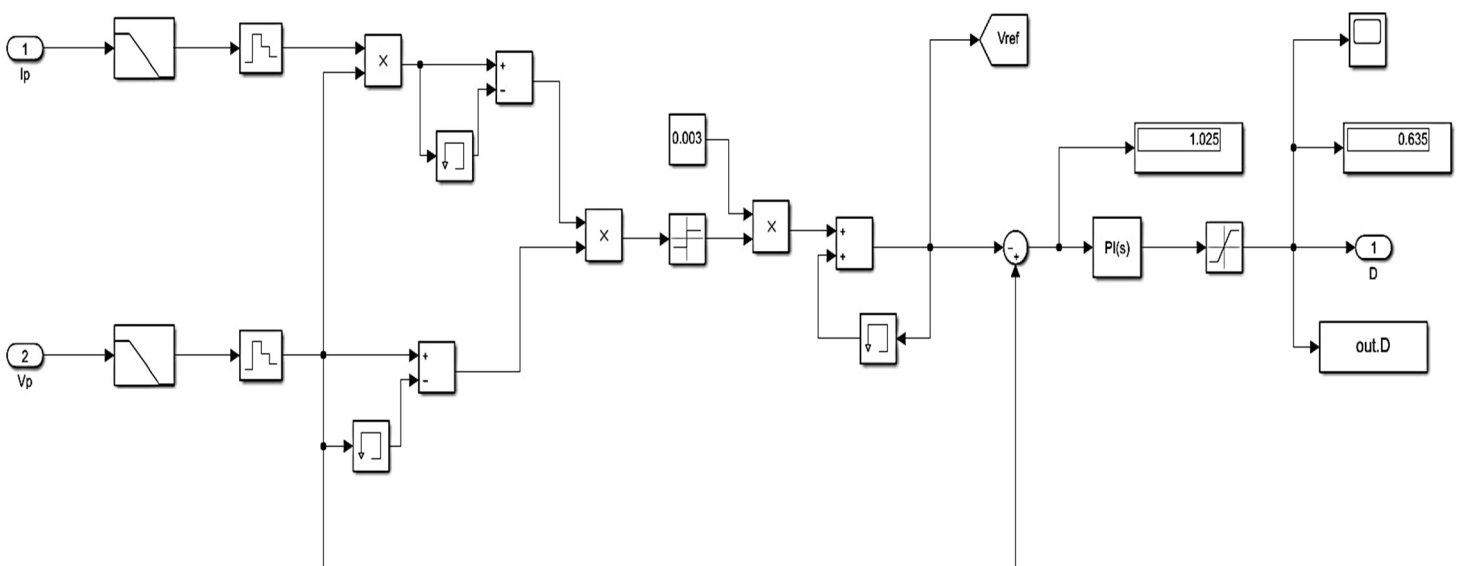 1
Ip
×
+
-
Vref
0.003
1.025
0.635
×
×
+
+
-
+
PI(s)
1
D
2
Vp
+
-
out.D